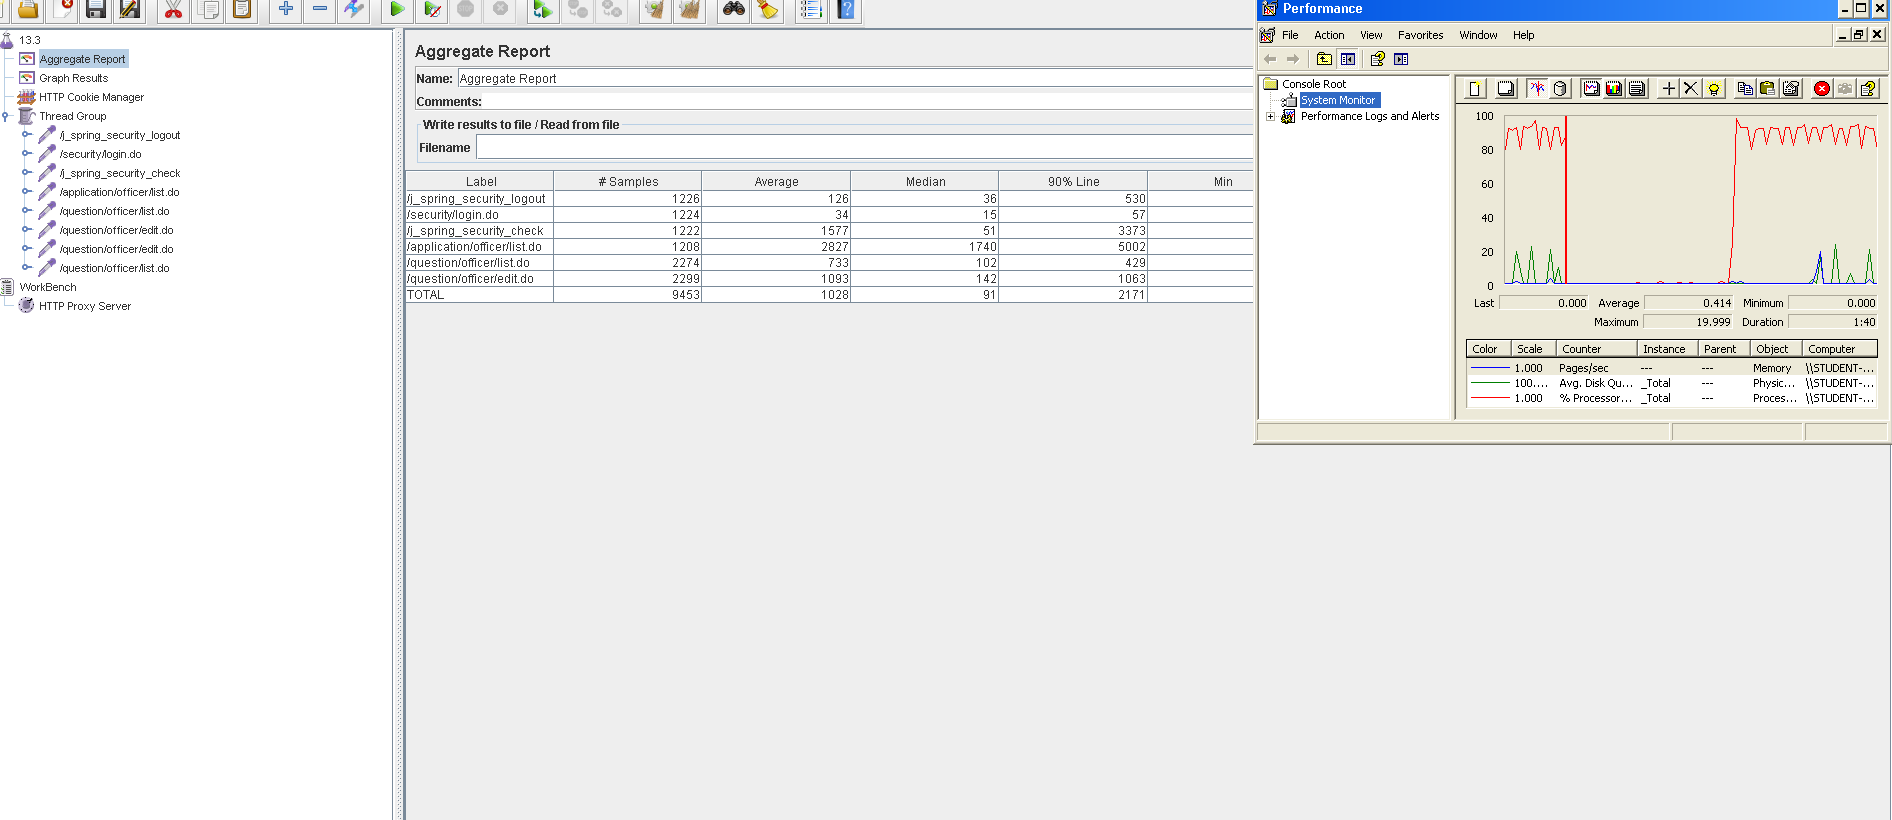 13.3
Aggregate Report
Graph Results
HTTP Cookie Manager
Thread Group
/j_spring_security_logout
/security/login.do
/j_spring_security_check
/application/officer/list.do
/question/officer/list.do
/question/officer/edit.do
/question/officer/edit.do
/question/officer/list.do
WorkBench
HTTP Proxy Server
Aggregate Report
Name: Aggregate Report
Comments:
Write results to file / Read from file
Filename
Label # Samples Average Median 90% Line Min
/j_spring_security_logout 1226 126 36 530
/security/login.do 1224 34 15 57
/j_spring_security_check 1222 1577 51 3373
/application/officer/list.do 1208 2827 1740 5002
/question/officer/list.do 2274 733 102 429
/question/officer/edit.do 2299 1093 142 1063
TOTAL 9453 1028 91 2171
Performance
File Action View Favorites Window Help
Console Root
System Monitor
Performance Logs and Alerts
100
80
60
40
20
0
Last 0.000 Average 0.414 Minimum 0.000
Maximum 19.999 Duration 1:40
Color Scale Counter Instance Parent Object Computer
1.000 Pages/sec --- --- Memory \\STUDENT-...
100.... Avg. Disk Qu... _Total --- Physic... \\STUDENT-...
1.000 % Processor... _Total --- Proces... \\STUDENT-...